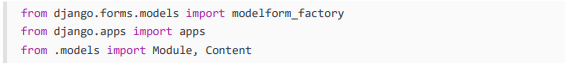 from django.forms.models import modelform_factory
from django.apps import apps
from .models import Module, Content